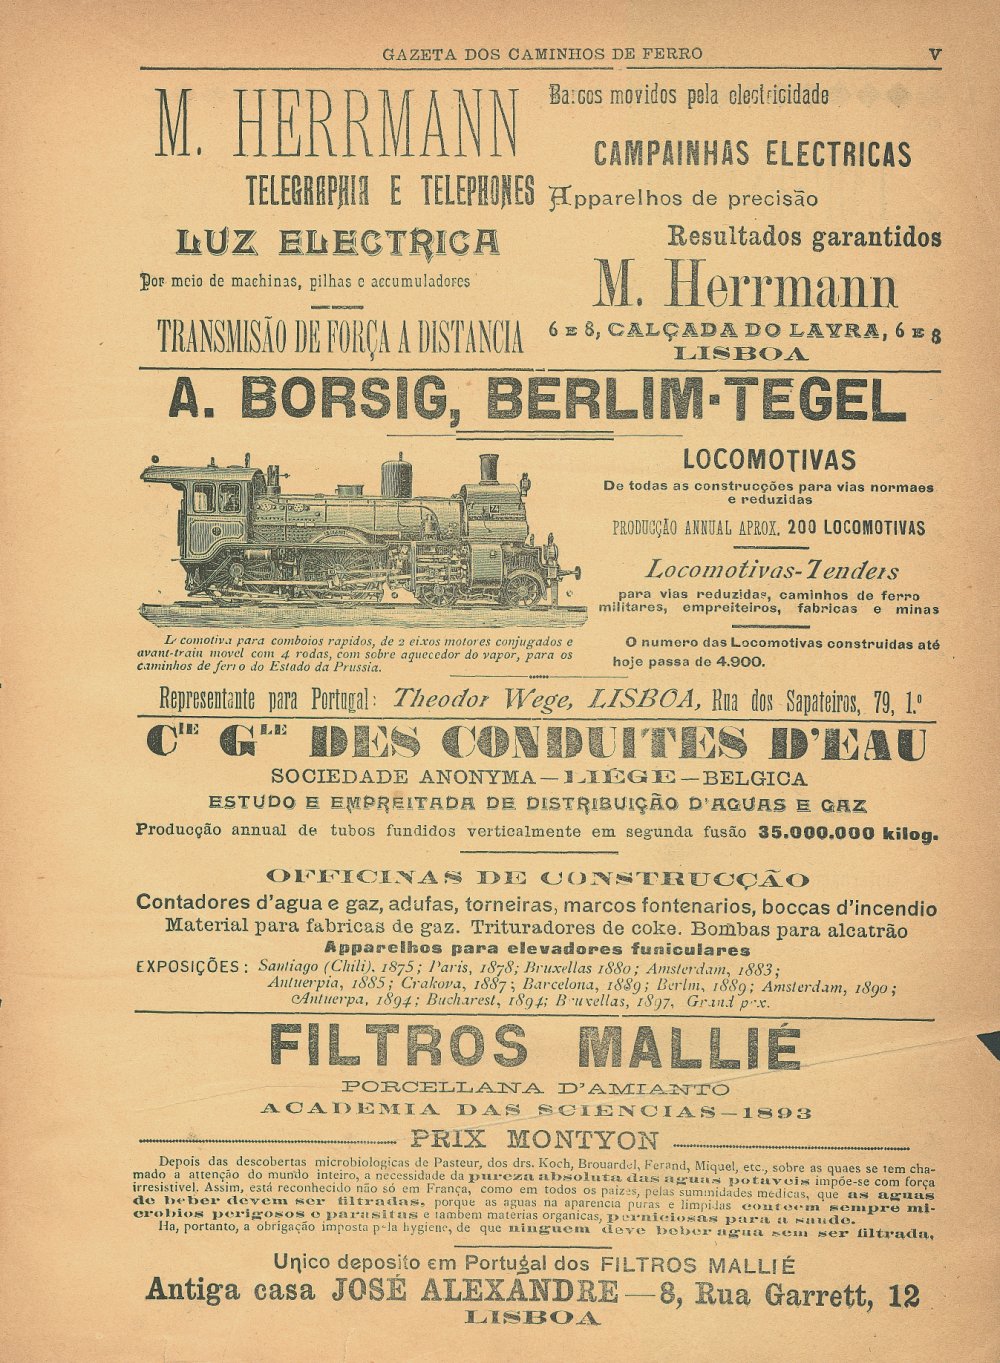 GAZETA DOS CAMINHOS DE FERRO
V
M. HERRMANN
TELEGRAPHIA E TELEPHONES
LUZ ELECTRICA
Por meio de machinas, pilhas e accumuladores
TRANSMISÃO DE FORÇA A DISTANCIA
Barcos movidos pela electricidade
CAMPAINHAS ELECTRICAS
Apparelhos de precisão
Resultados garantidos
M. Herrmann
6 E 8, CALÇADA DO LAVRA, 6 E 8
LISBOA
A. BORSIG, BERLIM-TEGEL
Locomotiva para comboios rapidos, de 2 eixos motores conjugados e
avant-train movel com 4 rodas, com sobre aquecedor do vapor, para os
caminhos de ferro do Estado da Prussia.
LOCOMOTIVAS
De todas as construcções para vias normaes
e reduzidas
PRODUCÇÃO ANNUAL APROX. 200 LOCOMOTIVAS
Locomotivas-Tenders
para vias reduzidas, caminhos de ferro
militares, empreiteiros, fabricas e minas
O numero das Locomotivas construidas até
hoje passa de 4.900.
Representante para Portugal: Theodor Wege, LISBOA, Rua dos Sapateiros, 79, 1.º
CIE GLE DES CONDUITES D'EAU
SOCIEDADE ANONYMA—LIÉGE—BELGICA
ESTUDO E EMPREITADA DE DISTRIBUIÇÃO D'AGUAS E GAZ
Producção annual de tubos fundidos verticalmente em segunda fusão 35.000.000 kilog.
OFFICINAS DE CONSTRUCÇÃO
Contadores d'agua e gaz, adufas, torneiras, marcos fontenarios, boccas d'incendio
Material para fabricas de gaz. Trituradores de coke. Bombas para alcatrão
Apparelhos para elevadores funiculares
EXPOSIÇÕES: Santiago (Chili), 1875; Paris, 1878; Bruxellas 1880; Amsterdam, 1883;
Antuerpia, 1885; Crakova, 1887; Barcelona, 1889; Berlm, 1889; Amsterdam, 1890;
Antuerpa, 1894; Bucharest, 1894; Bruxellas, 1897, Grand prix.
FILTROS MALLIÉ
PORCELLANA D'AMIANTO
ACADEMIA DAS SCIENCIAS—1893
PRIX MONTYON
Depois das descobertas microbiologicas de Pasteur, dos drs. Koch, Brouardel, Ferand, Miquel, etc., sobre as quaes se tem cha-
mado a attenção do mundo inteiro, a necessidade da pureza absoluta das aguas potaveis impõe-se com força
irresistivel. Assim, está reconhecido não só em França, como em todos os paizes, pelas summidades medicas, que as aguas
de beber devem ser filtradas, porque as aguas na aparencia puras e limpidas conteem sempre mi-
crobios perigosos e parasitas e tambem materias organicas, perniciosas para a saude.
Ha, portanto, a obrigação imposta pela hygiene, de que ninguem deve beber agua sem ser filtrada.
Unico deposito em Portugal dos FILTROS MALLIÉ
Antiga casa JOSÉ ALEXANDRE—8, Rua Garrett, 12
LISBOA